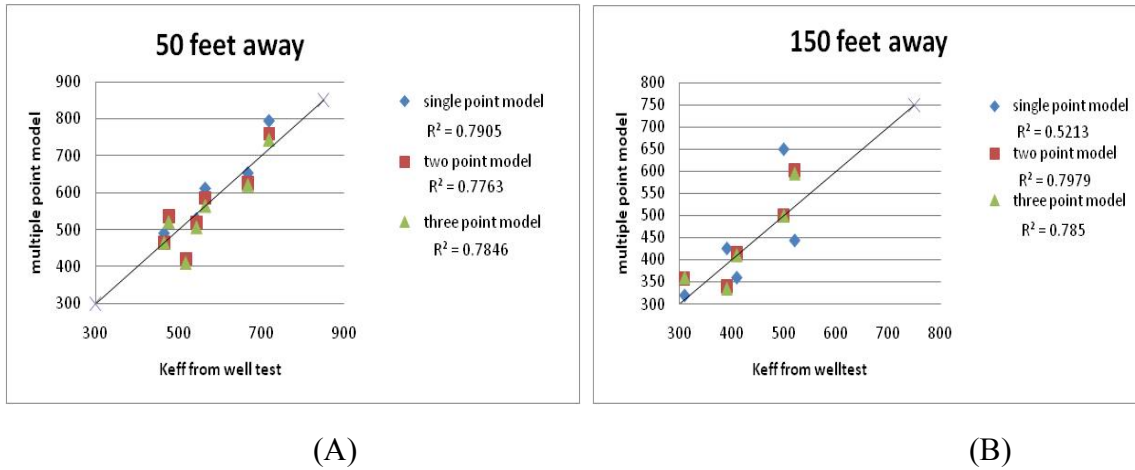 50 feet away
multiple point model
900
800
700
600
500
400
300
300 500 700 900
Keff from well test
single point model
R² = 0.7905
two point model
R² = 0.7763
three point model
R² = 0.7846
(A)
150 feet away
multiple point model
800
750
700
650
600
550
500
450
400
350
300
300 400 500 600 700 800
Keff from welltest
single point model
R² = 0.5213
two point model
R² = 0.7979
three point model
R² = 0.785
(B)